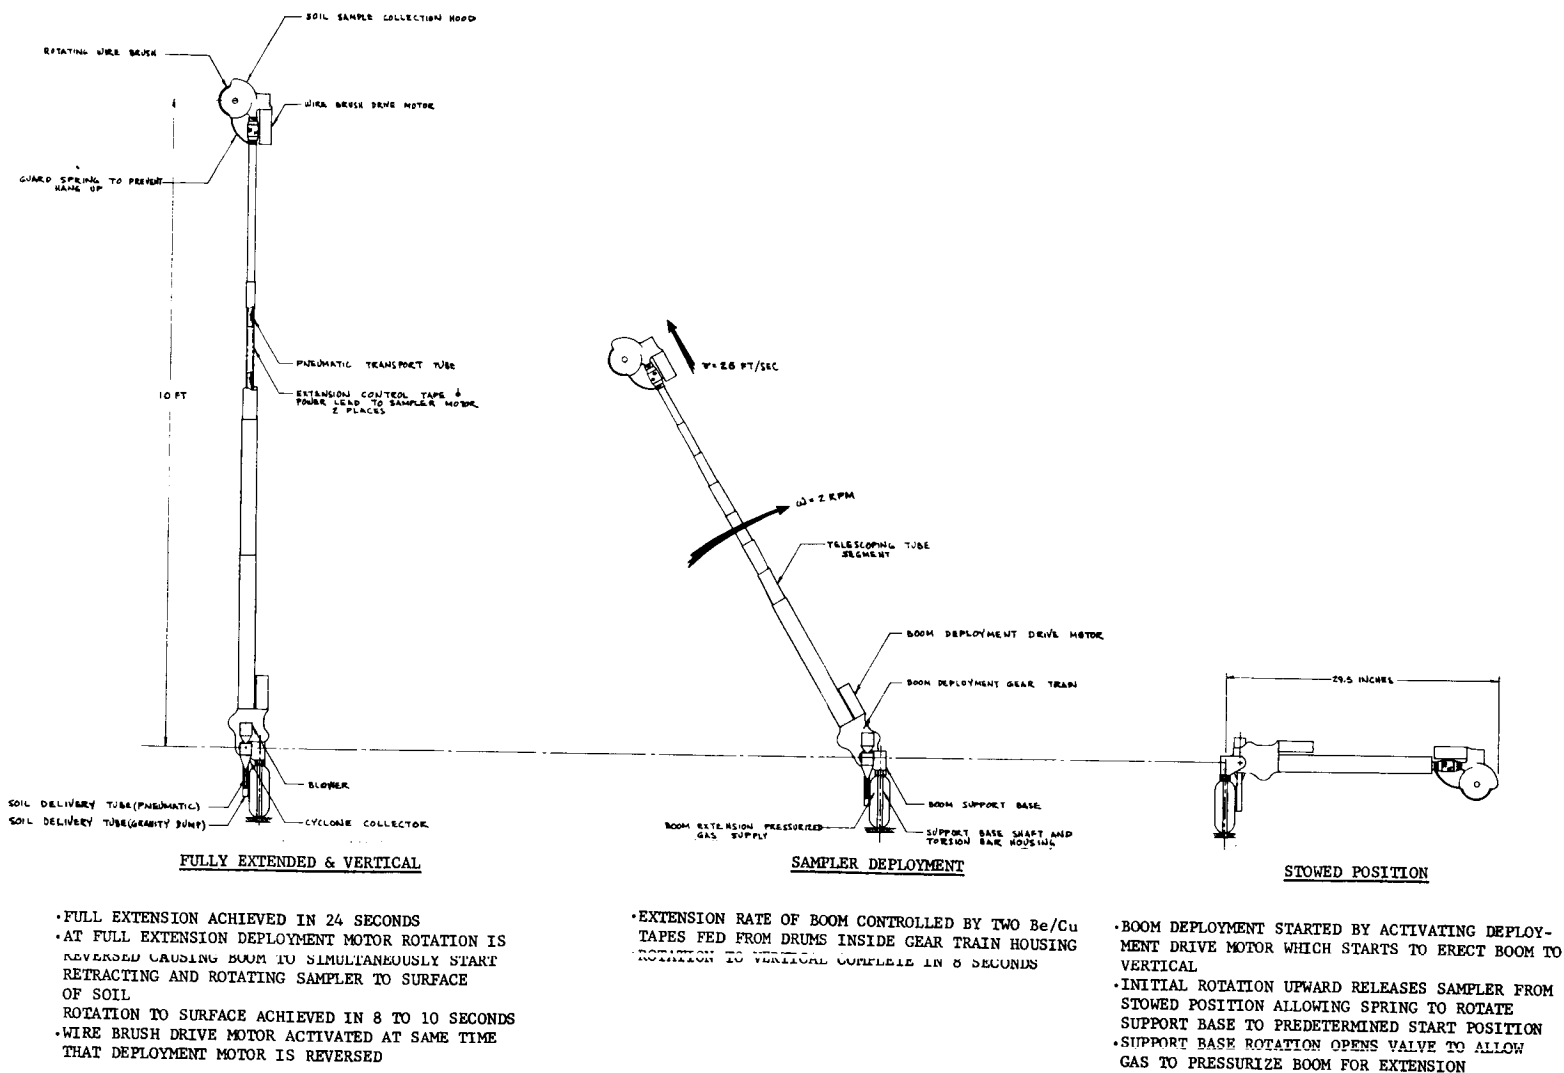 SOIL SAMPLE COLLECTION HOOD
ROTATING WIRE BRUSH
WIRE BRUSH DRIVE MOTOR
GUARD SPRING TO PREVENT
HANG UP
10 FT
PNEUMATIC TRANSPORT TUBE
EXTENSION CONTROL TAPE &
POWER LEAD TO SAMPLER MOTOR
2 PLACES
BLOWER
SOIL DELIVERY TUBE (PNEUMATIC)
SOIL DELIVERY TUBE (GRAVITY DUMP)
CYCLONE COLLECTOR
FULLY EXTENDED & VERTICAL
·FULL EXTENSION ACHIEVED IN 24 SECONDS
·AT FULL EXTENSION DEPLOYMENT MOTOR ROTATION IS
REVERSED CAUSING BOOM TO SIMULTANEOUSLY START
RETRACTING AND ROTATING SAMPLER TO SURFACE
OF SOIL
ROTATION TO SURFACE ACHIEVED IN 8 TO 10 SECONDS
·WIRE BRUSH DRIVE MOTOR ACTIVATED AT SAME TIME
THAT DEPLOYMENT MOTOR IS REVERSED
FT/SEC
ω = 2 RPM
TELESCOPING TUBE
SEGMENT
BOOM DEPLOYMENT DRIVE MOTOR
BOOM DEPLOYMENT GEAR TRAIN
BOOM SUPPORT BASE
BOOM EXTENSION PRESSURIZED
GAS SUPPLY
SUPPORT BASE SHAFT AND
TORSION BAR HOUSING
SAMPLER DEPLOYMENT
·EXTENSION RATE OF BOOM CONTROLLED BY TWO Be/Cu
TAPES FED FROM DRUMS INSIDE GEAR TRAIN HOUSING
ROTATION TO VERTICAL COMPLETE IN 8 SECONDS
29.5 INCHES
STOWED POSITION
·BOOM DEPLOYMENT STARTED BY ACTIVATING DEPLOY-
MENT DRIVE MOTOR WHICH STARTS TO ERECT BOOM TO
VERTICAL
·INITIAL ROTATION UPWARD RELEASES SAMPLER FROM
STOWED POSITION ALLOWING SPRING TO ROTATE
SUPPORT BASE TO PREDETERMINED START POSITION
·SUPPORT BASE ROTATION OPENS VALVE TO ALLOW
GAS TO PRESSURIZE BOOM FOR EXTENSION